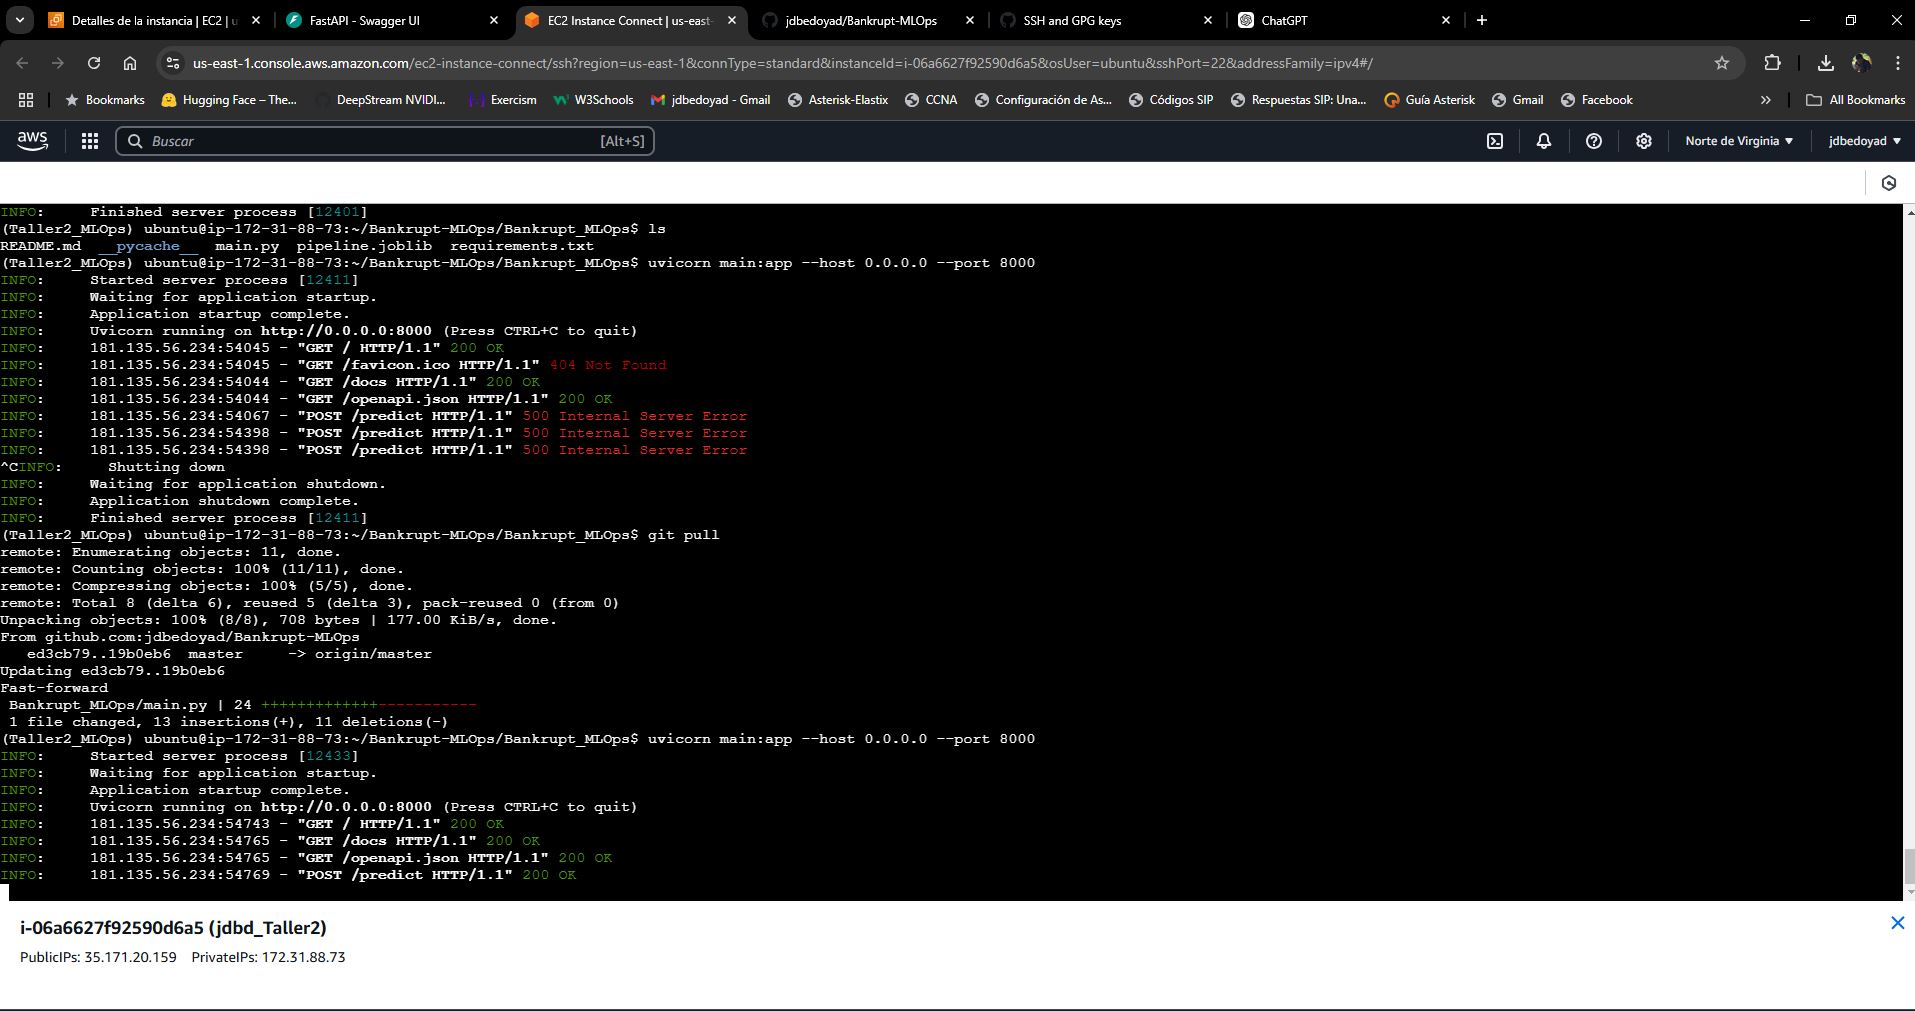 Detalles de la instancia | EC2 | u
FastAPI - Swagger UI
EC2 Instance Connect | us-east-
jdbedoyad/Bankrupt-MLOps
SSH and GPG keys
ChatGPT
us-east-1.console.aws.amazon.com/ec2-instance-connect/ssh?region=us-east-1&connType=standard&instanceId=i-06a6627f92590d6a5&osUser=ubuntu&sshPort=22&addressFamily=ipv4#/
Bookmarks
Hugging Face – The...
DeepStream NVIDI...
Exercism
W3Schools
jdbedoyad - Gmail
Asterisk-Elastix
CCNA
Configuración de As...
Códigos SIP
Respuestas SIP: Una...
Guía Asterisk
Gmail
Facebook
All Bookmarks
aws
Buscar
[Alt+S]
Norte de Virginia
jdbedoyad
INFO:     Finished server process [12401]
(Taller2_MLOps) ubuntu@ip-172-31-88-73:~/Bankrupt-MLOps/Bankrupt_MLOps$ ls
README.md  __pycache__  main.py  pipeline.joblib  requirements.txt
(Taller2_MLOps) ubuntu@ip-172-31-88-73:~/Bankrupt-MLOps/Bankrupt_MLOps$ uvicorn main:app --host 0.0.0.0 --port 8000
INFO:     Started server process [12411]
INFO:     Waiting for application startup.
INFO:     Application startup complete.
INFO:     Uvicorn running on http://0.0.0.0:8000 (Press CTRL+C to quit)
INFO:     181.135.56.234:54045 - "GET / HTTP/1.1" 200 OK
INFO:     181.135.56.234:54045 - "GET /favicon.ico HTTP/1.1" 404 Not Found
INFO:     181.135.56.234:54044 - "GET /docs HTTP/1.1" 200 OK
INFO:     181.135.56.234:54044 - "GET /openapi.json HTTP/1.1" 200 OK
INFO:     181.135.56.234:54067 - "POST /predict HTTP/1.1" 500 Internal Server Error
INFO:     181.135.56.234:54398 - "POST /predict HTTP/1.1" 500 Internal Server Error
INFO:     181.135.56.234:54398 - "POST /predict HTTP/1.1" 500 Internal Server Error
^CINFO:     Shutting down
INFO:     Waiting for application shutdown.
INFO:     Application shutdown complete.
INFO:     Finished server process [12411]
(Taller2_MLOps) ubuntu@ip-172-31-88-73:~/Bankrupt-MLOps/Bankrupt_MLOps$ git pull
remote: Enumerating objects: 11, done.
remote: Counting objects: 100% (11/11), done.
remote: Compressing objects: 100% (5/5), done.
remote: Total 8 (delta 6), reused 5 (delta 3), pack-reused 0 (from 0)
Unpacking objects: 100% (8/8), 708 bytes | 177.00 KiB/s, done.
From github.com:jdbedoyad/Bankrupt-MLOps
   ed3cb79..19b0eb6  master     -> origin/master
Updating ed3cb79..19b0eb6
Fast-forward
 Bankrupt_MLOps/main.py | 24 +++++++++++++-----------
 1 file changed, 13 insertions(+), 11 deletions(-)
(Taller2_MLOps) ubuntu@ip-172-31-88-73:~/Bankrupt-MLOps/Bankrupt_MLOps$ uvicorn main:app --host 0.0.0.0 --port 8000
INFO:     Started server process [12433]
INFO:     Waiting for application startup.
INFO:     Application startup complete.
INFO:     Uvicorn running on http://0.0.0.0:8000 (Press CTRL+C to quit)
INFO:     181.135.56.234:54743 - "GET / HTTP/1.1" 200 OK
INFO:     181.135.56.234:54765 - "GET /docs HTTP/1.1" 200 OK
INFO:     181.135.56.234:54765 - "GET /openapi.json HTTP/1.1" 200 OK
INFO:     181.135.56.234:54769 - "POST /predict HTTP/1.1" 200 OK
i-06a6627f92590d6a5 (jdbd_Taller2)
PublicIPs: 35.171.20.159    PrivateIPs: 172.31.88.73